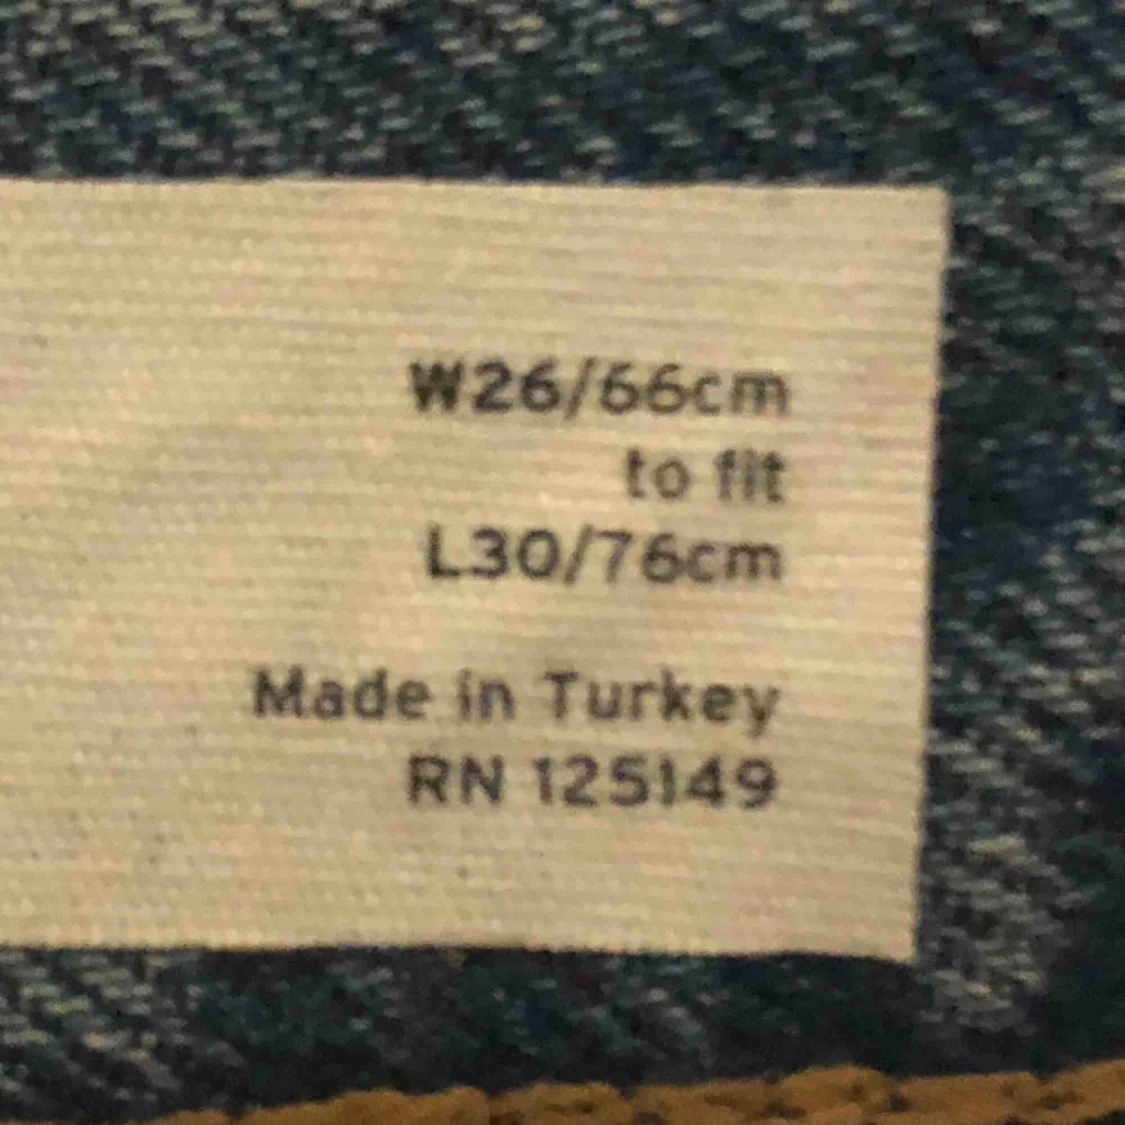 W26/66cm
to fit
L30/76cm
Made in Turkey
RN 125149